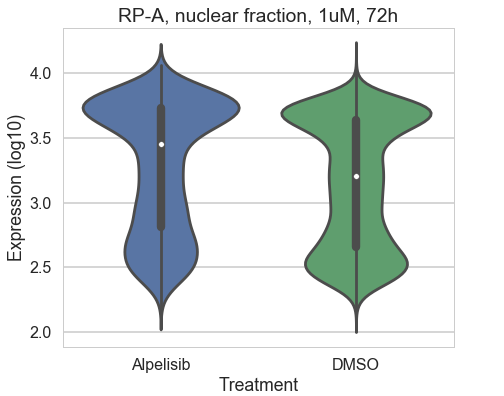 RP-A, nuclear fraction, 1uM, 72h
4.0
3.5
3.0
2.5
2.0
Expression (log10)
Alpelisib
DMSO
Treatment